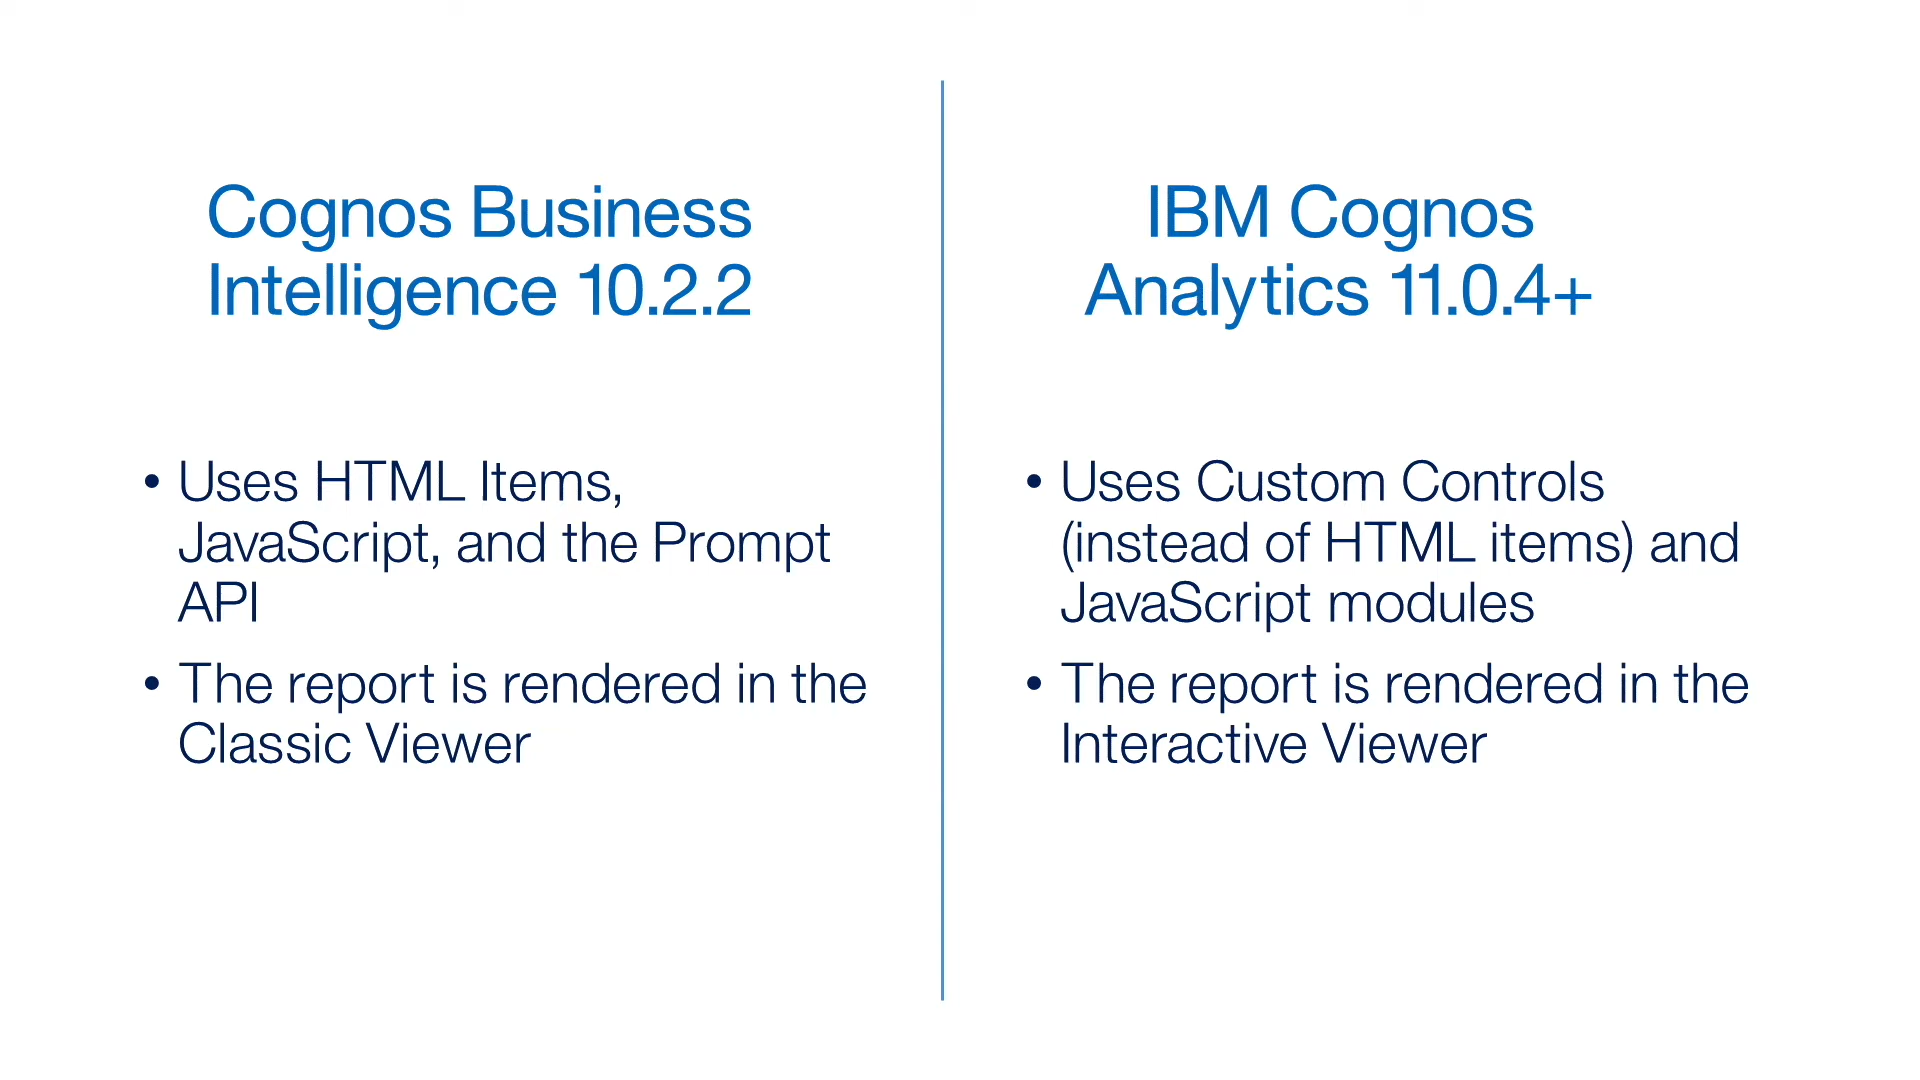 Cognos Business
Intelligence 10.2.2
• Uses HTML Items,
JavaScript, and the Prompt
API
• The report is rendered in the
Classic Viewer
IBM Cognos
Analytics 11.0.4+
• Uses Custom Controls
(instead of HTML items) and
JavaScript modules
• The report is rendered in the
Interactive Viewer